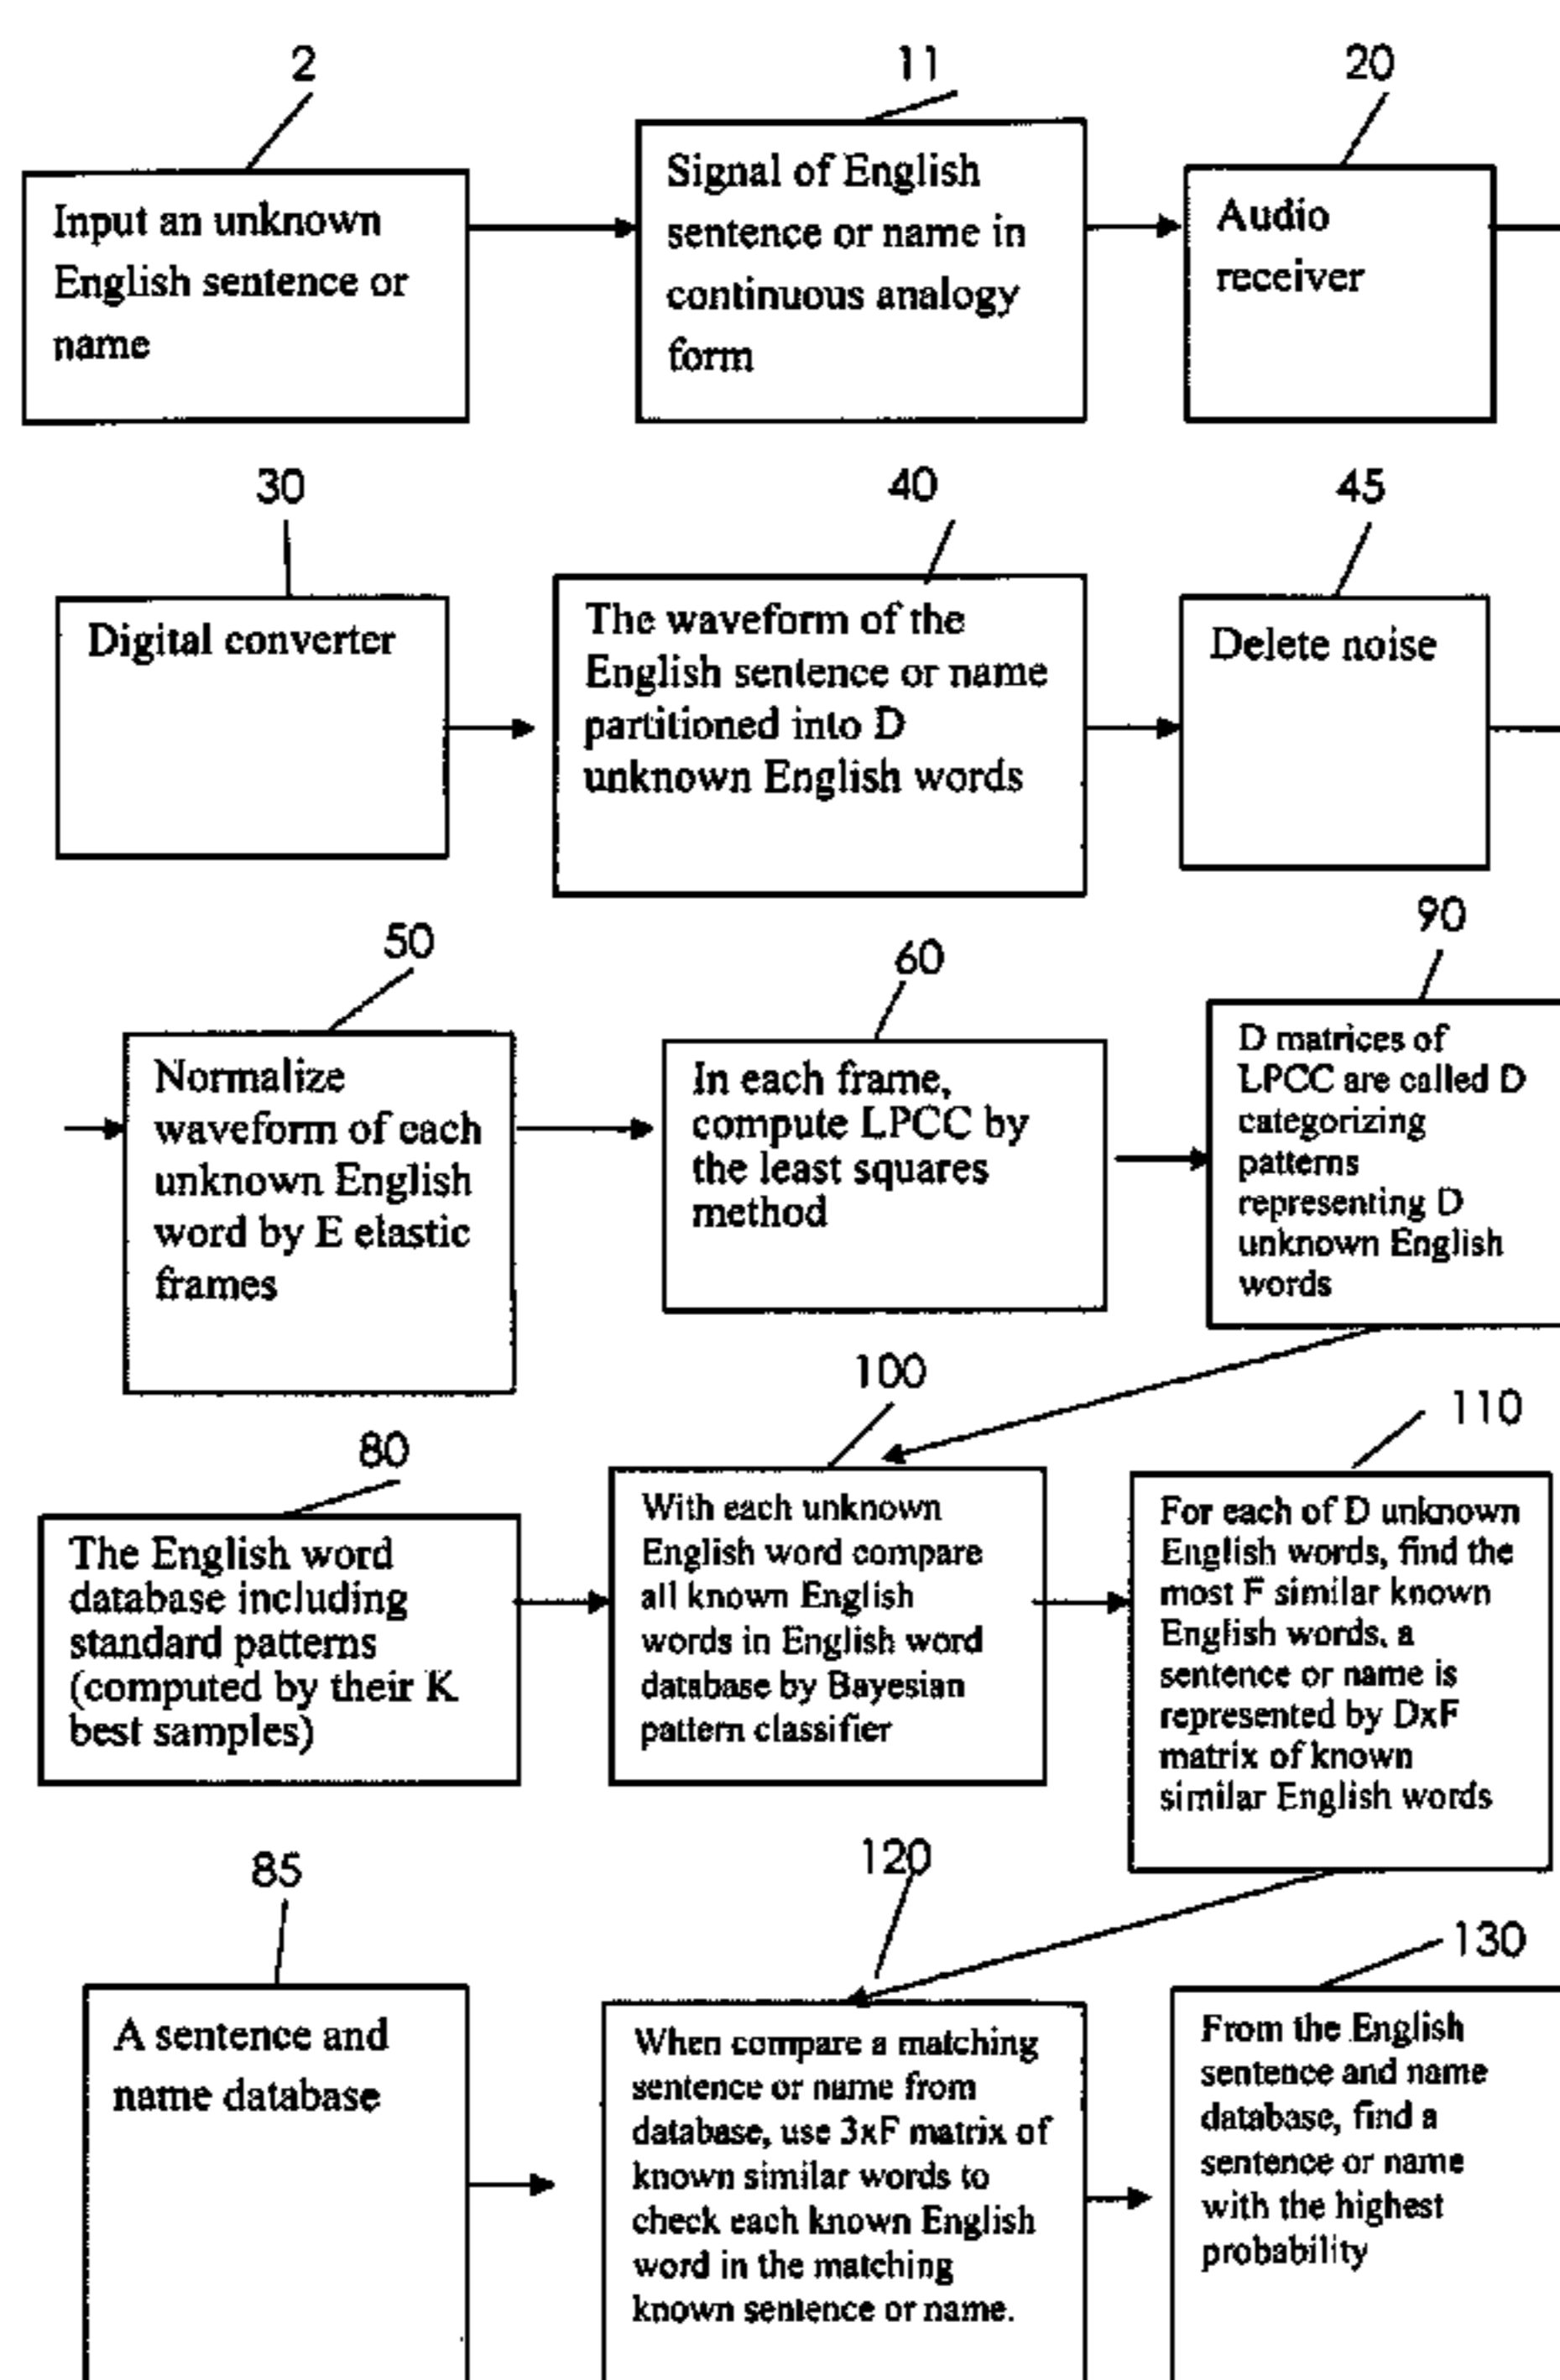 2
Input an unknown
English sentence or
name
11
Signal of English
sentence or name in
continuous analogy
form
20
Audio
receiver
30
Digital converter
40
The waveform of the
English sentence or name
partitioned into D
unknown English words
45
Delete noise
50
Normalize
waveform of each
unknown English
word by E elastic
frames
60
In each frame,
compute LPCC by
the least squares
method
90
D matrices of
LPCC are called D
categorizing
patterns
representing D
unknown English
words
80
The English word
database including
standard patterns
(computed by their K
best samples)
100
With each unknown
English word compare
all known English
words in English word
database by Bayesian
pattern classifier
110
For each of D unknown
English words, find the
most F similar known
English words, a
sentence or name is
represented by DxF
matrix of known
similar English words
85
A sentence and
name database
120
When compare a matching
sentence or name from
database, use 3xF matrix of
known similar words to
check each known English
word in the matching
known sentence or name.
130
From the English
sentence and name
database, find a
sentence or name
with the highest
probability